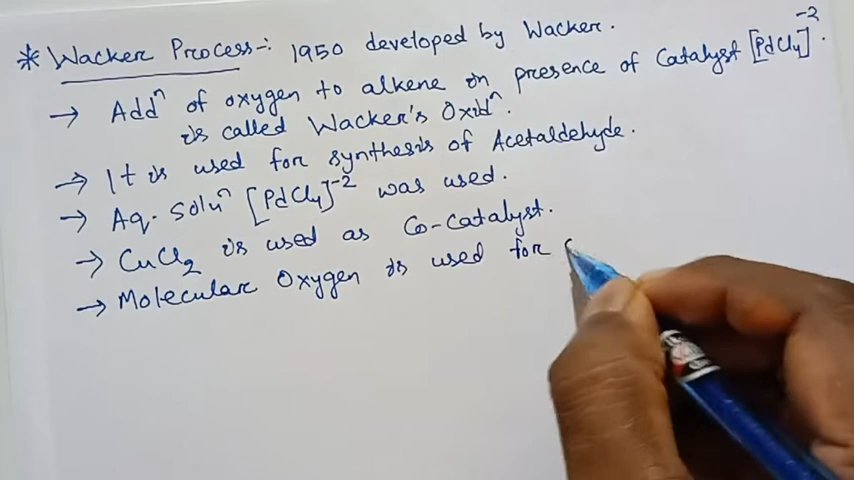 * Wacker Process-: 1950 developed by Wacker.
→ Addⁿ of oxygen to alkene in presence of Catalyst [PdCl₄]⁻².
is called Wacker's Oxidⁿ.
→ It is used for synthesis of Acetaldehyde.
→ Aq. Soluⁿ [PdCl₄]⁻² was used.
→ CuCl₂ is used as Co-Catalyst.
→ Molecular Oxygen is used for